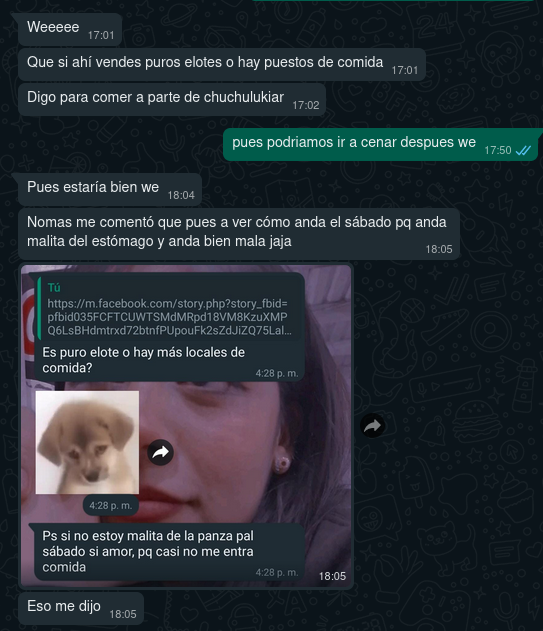 Weeeee
17:01
Que si ahí vendes puros elotes o hay puestos de comida
17:01
Digo para comer a parte de chuchulukiar
17:02
pues podriamos ir a cenar despues we
17:50
Pues estaría bien we
18:04
Nomas me comentó que pues a ver cómo anda el sábado pq anda
malita del estómago y anda bien mala jaja
18:05
Tú
https://m.facebook.com/story.php?story_fbid=
pfbid035FCFTCUWTSMdMRpd18VM8KzuXMP
Q6LsBHdmtrxd72btnfPUpouFk2sZdJiZQ75LaI...
Es puro elote o hay más locales de
comida?
4:28 p. m.
4:28 p. m.
Ps si no estoy malita de la panza pal
sábado si amor, pq casi no me entra
comida
4:28 p. m.
18:05
Eso me dijo
18:05